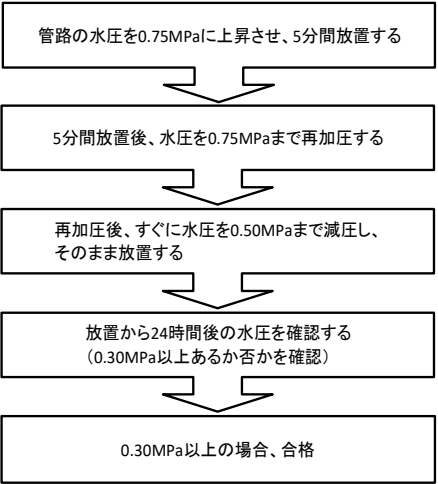 管路の水圧を0.75MPaに上昇させ、5分間放置する
5分間放置後、水圧を0.75MPaまで再加圧する
再加圧後、すぐに水圧を0.50MPaまで減圧し、
そのまま放置する
放置から24時間後の水圧を確認する
（0.30MPa以上あるか否かを確認）
0.30MPa以上の場合、合格